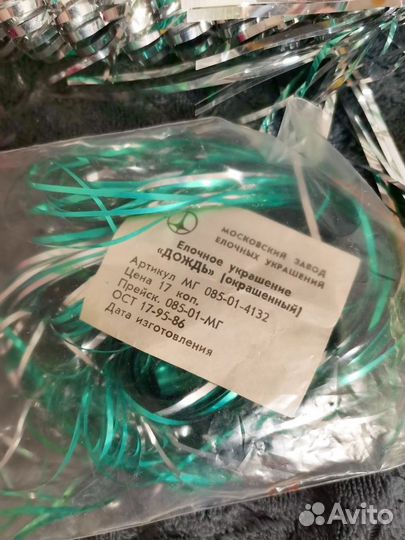 МОСКОВСКИЙ ЗАВОД
ЕЛОЧНЫХ УКРАШЕНИЙ
Елочное украшение
«ДОЖДЬ» (окрашенный)
Артикул МГ 085-01-4132
Цена 17 коп.
Прейск. 085-01-МГ
ОСТ 17-95-86
Дата изготовления
Avito